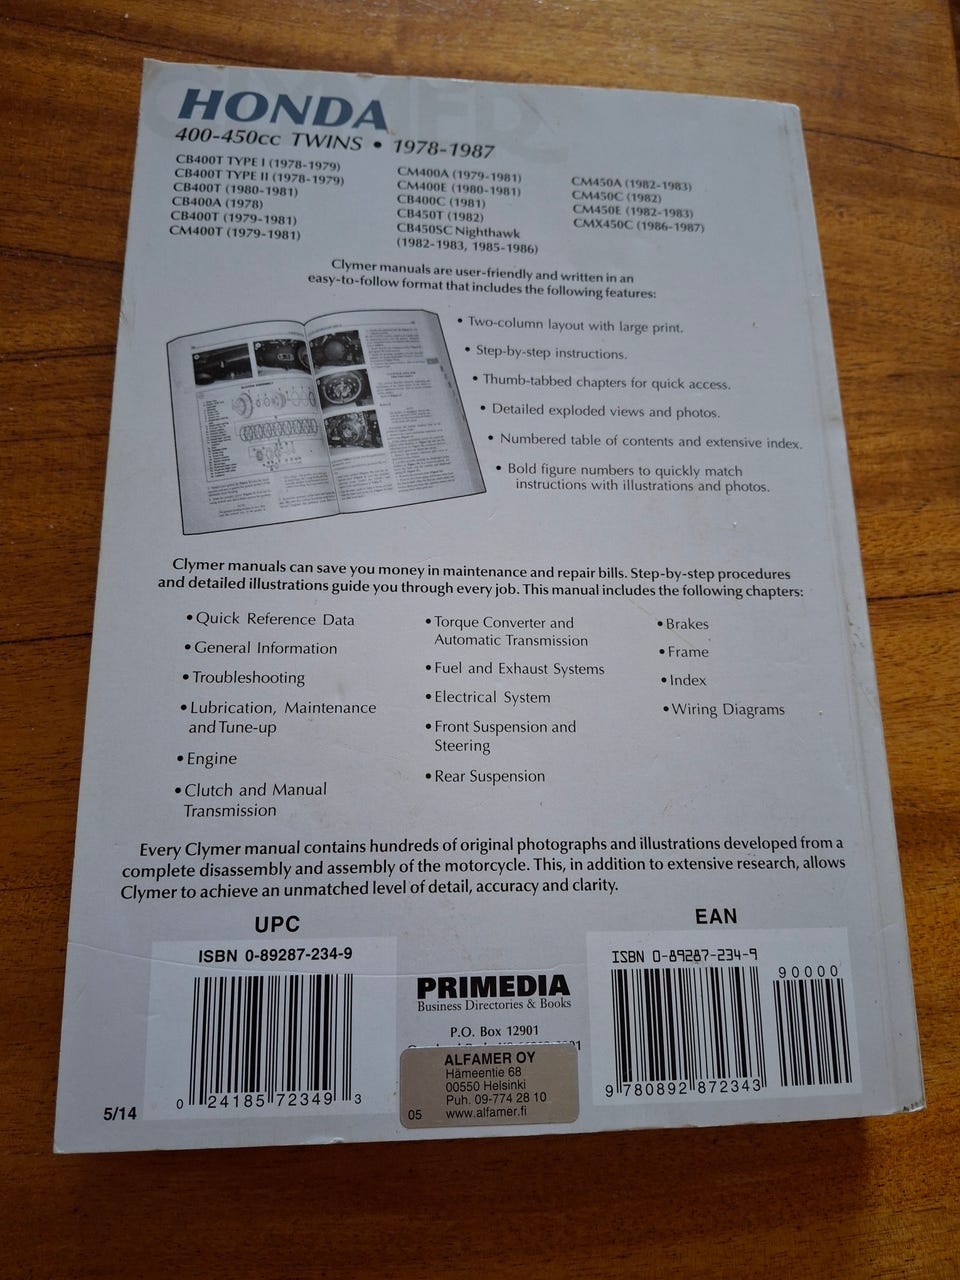 HONDA
400-450cc TWINS • 1978-1987
CB400T TYPE I (1978-1979)
CB400T TYPE II (1978-1979)
CB400T (1980-1981)
CB400A (1978)
CB400T (1979-1981)
CM400T (1979-1981)
CM400A (1979-1981)
CM400E (1980-1981)
CB400C (1981)
CB450T (1982)
CB450SC Nighthawk
(1982-1983, 1985-1986)
CM450A (1982-1983)
CM450C (1982)
CM450E (1982-1983)
CMX450C (1986-1987)
Clymer manuals are user-friendly and written in an
easy-to-follow format that includes the following features:
• Two-column layout with large print.
• Step-by-step instructions.
• Thumb-tabbed chapters for quick access.
• Detailed exploded views and photos.
• Numbered table of contents and extensive index.
• Bold figure numbers to quickly match
instructions with illustrations and photos.
Clymer manuals can save you money in maintenance and repair bills. Step-by-step procedures
and detailed illustrations guide you through every job. This manual includes the following chapters:
• Quick Reference Data
• General Information
• Troubleshooting
• Lubrication, Maintenance
and Tune-up
• Engine
• Clutch and Manual
Transmission
• Torque Converter and
Automatic Transmission
• Fuel and Exhaust Systems
• Electrical System
• Front Suspension and
Steering
• Rear Suspension
• Brakes
• Frame
• Index
• Wiring Diagrams
Every Clymer manual contains hundreds of original photographs and illustrations developed from a
complete disassembly and assembly of the motorcycle. This, in addition to extensive research, allows
Clymer to achieve an unmatched level of detail, accuracy and clarity.
UPC
ISBN 0-89287-234-9
0 24185 72349 3
5/14
PRIMEDIA
Business Directories & Books
P.O. Box 12901
ALFAMER OY
Hämeentie 68
00550 Helsinki
Puh. 09-774 28 10
05 www.alfamer.fi
EAN
ISBN 0-89287-234-9
90000
9 780892 872343